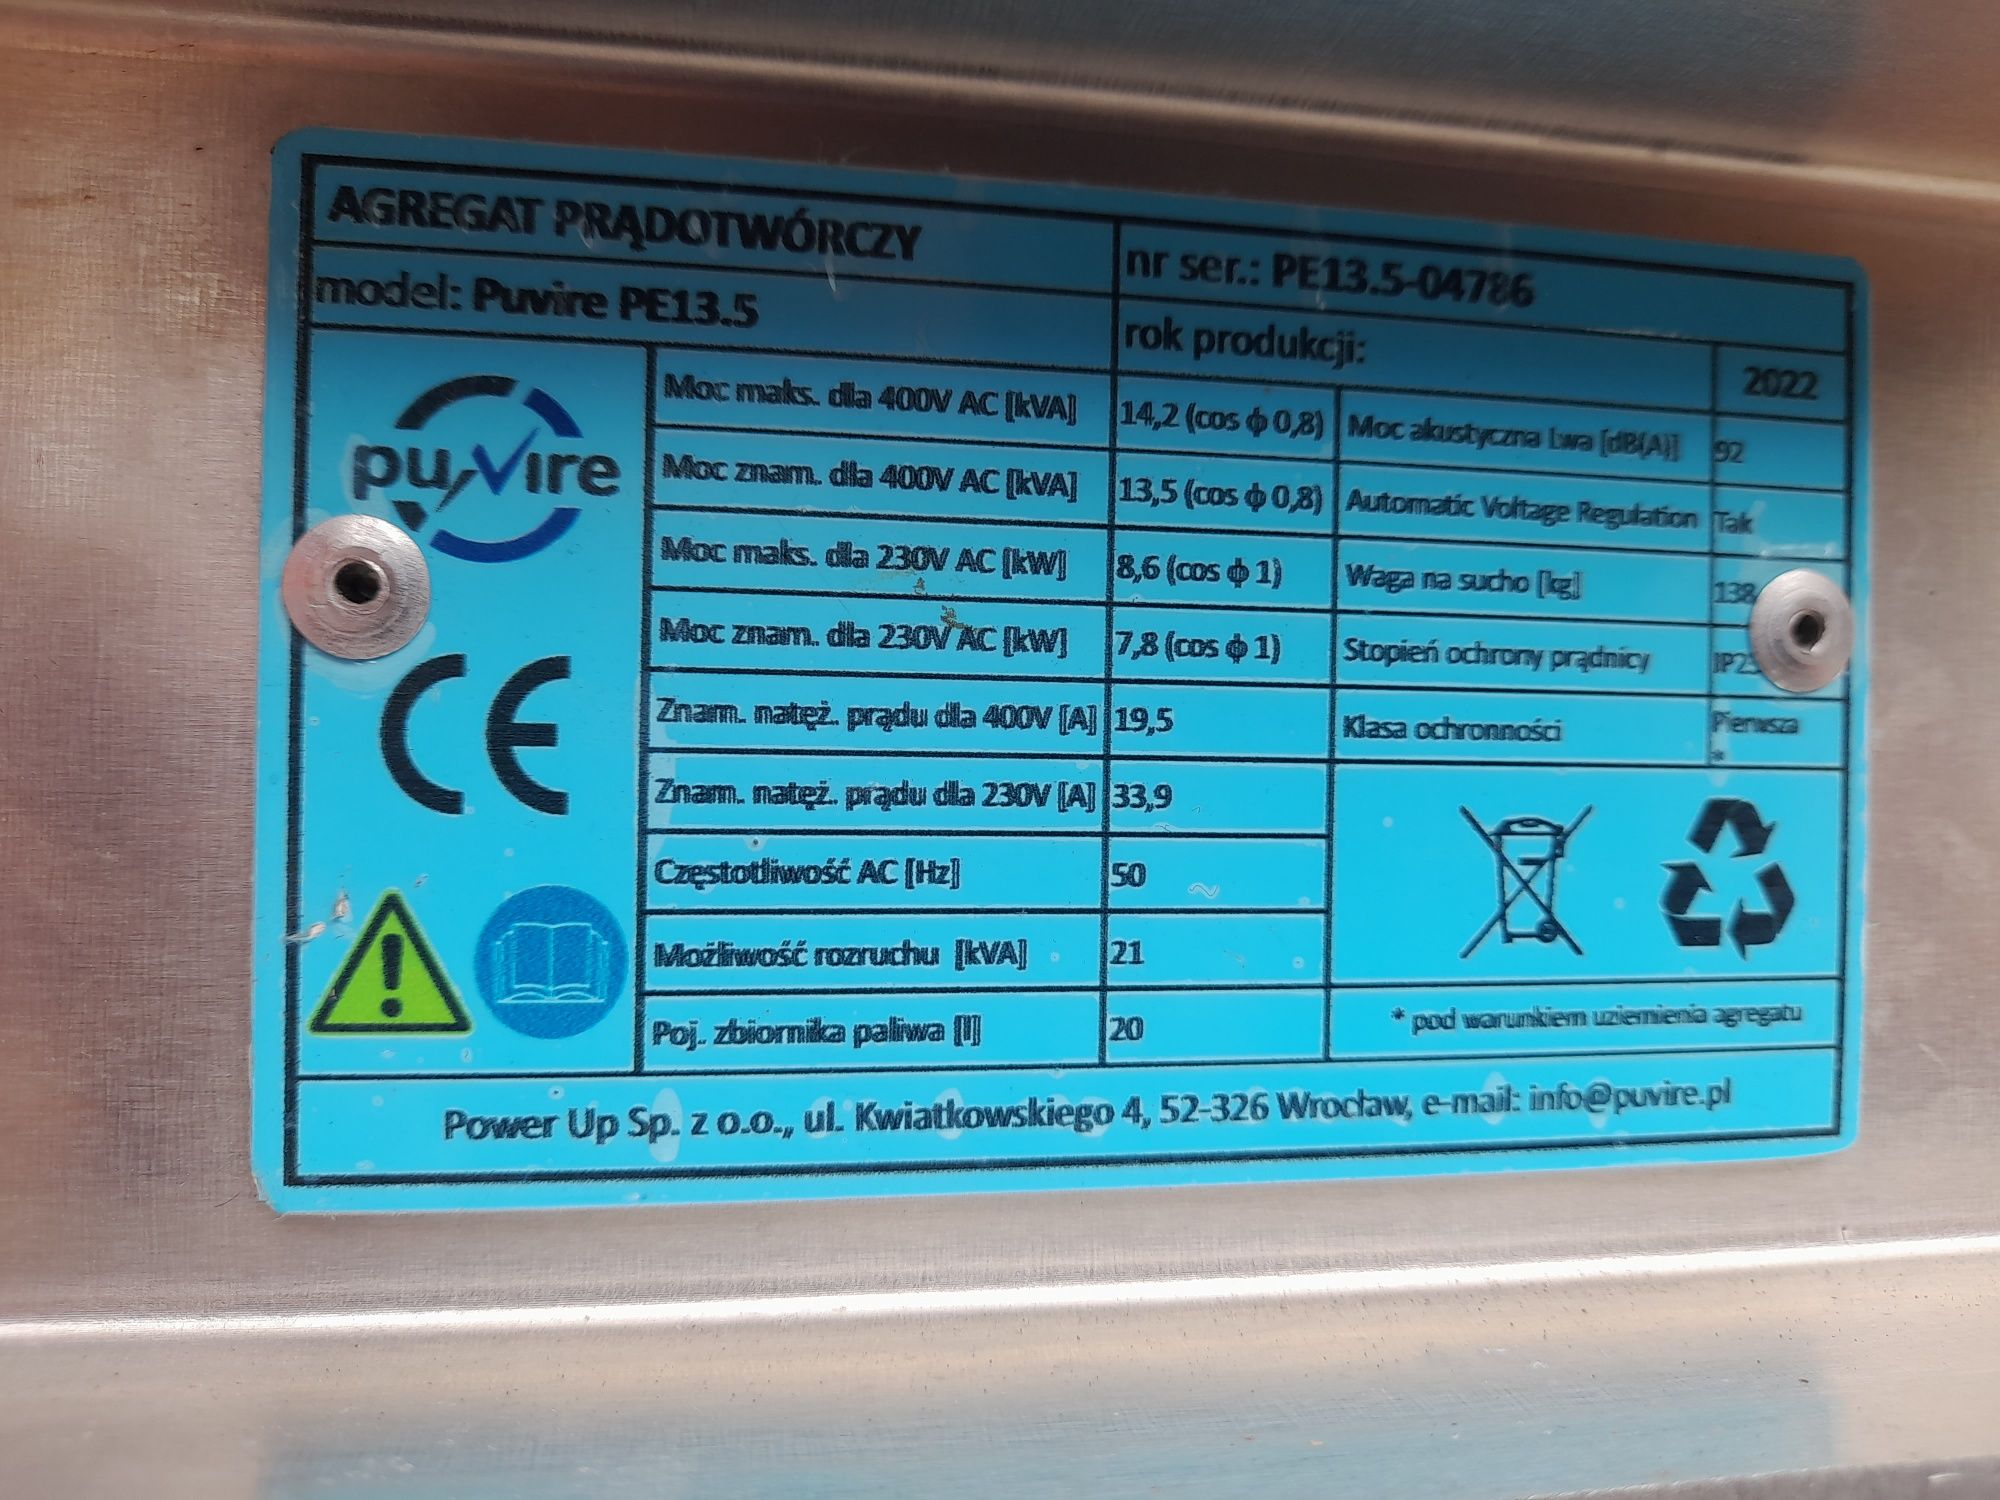 AGREGAT PRĄDOTWÓRCZY
nr ser.: PE13.5-04786
model: Puvire PE13.5
rok produkcji: 2022
puvire
CE
Moc maks. dla 400V AC [kVA] 14,2 (cos ϕ 0,8) Moc akustyczna Lwa [dB(A)] 92
Moc znam. dla 400V AC [kVA] 13,5 (cos ϕ 0,8) Automatic Voltage Regulation Tak
Moc maks. dla 230V AC [kW] 8,6 (cos ϕ 1) Waga na sucho [kg] 138
Moc znam. dla 230V AC [kW] 7,8 (cos ϕ 1) Stopień ochrony prądnicy
Znam. natęż. prądu dla 400V [A] 19,5 Klasa ochronności Pierwsza *
Znam. natęż. prądu dla 230V [A] 33,9
Częstotliwość AC [Hz] 50
Możliwość rozruchu [kVA] 21
Poj. zbiornika paliwa [l] 20
* pod warunkiem uziemienia agregatu
Power Up Sp. z o.o., ul. Kwiatkowskiego 4, 52-326 Wrocław, e-mail: info@puvire.pl